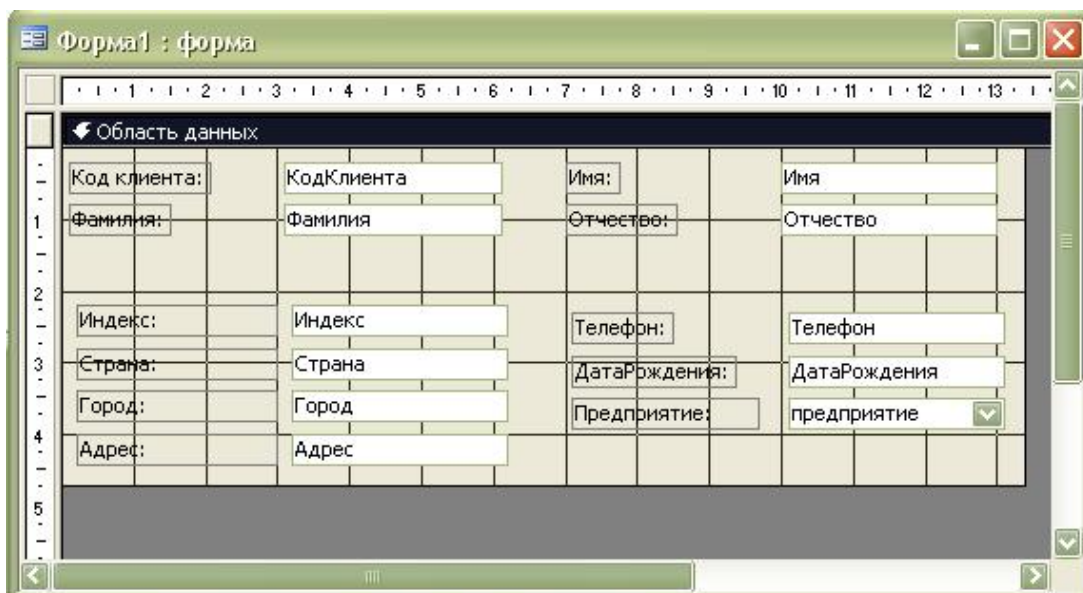 Форма1 : форма
1 2 3 4 5 6 7 8 9 10 11 12 13
Область данных
Код клиента: КодКлиента Имя: Имя
1 Фамилия: Фамилия Отчество: Отчество
2
Индекс: Индекс Телефон: Телефон
3 Страна: Страна ДатаРождения: ДатаРождения
Город: Город Предприятие: предприятие
4
Адрес: Адрес
5